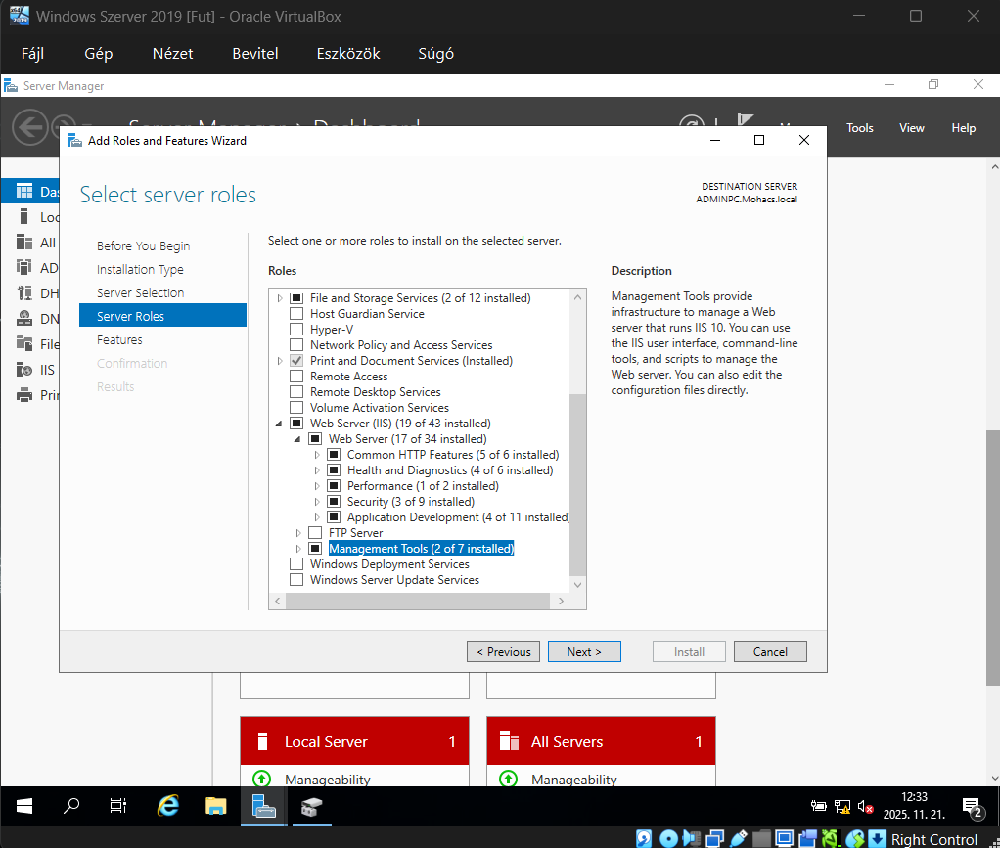 Windows Szerver 2019 [Fut] - Oracle VirtualBox
Fájl Gép Nézet Bevitel Eszközök Súgó
Server Manager
Tools View Help
Add Roles and Features Wizard
Select server roles
DESTINATION SERVER
ADMINPC.Mohacs.local
Before You Begin
Installation Type
Server Selection
Server Roles
Features
Confirmation
Results
Select one or more roles to install on the selected server.
Roles
File and Storage Services (2 of 12 installed)
Host Guardian Service
Hyper-V
Network Policy and Access Services
Print and Document Services (Installed)
Remote Access
Remote Desktop Services
Volume Activation Services
Web Server (IIS) (19 of 43 installed)
Web Server (17 of 34 installed)
Common HTTP Features (5 of 6 installed)
Health and Diagnostics (4 of 6 installed)
Performance (1 of 2 installed)
Security (3 of 9 installed)
Application Development (4 of 11 installed)
FTP Server
Management Tools (2 of 7 installed)
Windows Deployment Services
Windows Server Update Services
Description
Management Tools provide
infrastructure to manage a Web
server that runs IIS 10. You can use
the IIS user interface, command-line
tools, and scripts to manage the
Web server. You can also edit the
configuration files directly.
< Previous Next > Install Cancel
All
AD
IIS
Local Server 1
Manageability
All Servers 1
Manageability
12:33
2025. 11. 21.
2
Right Control